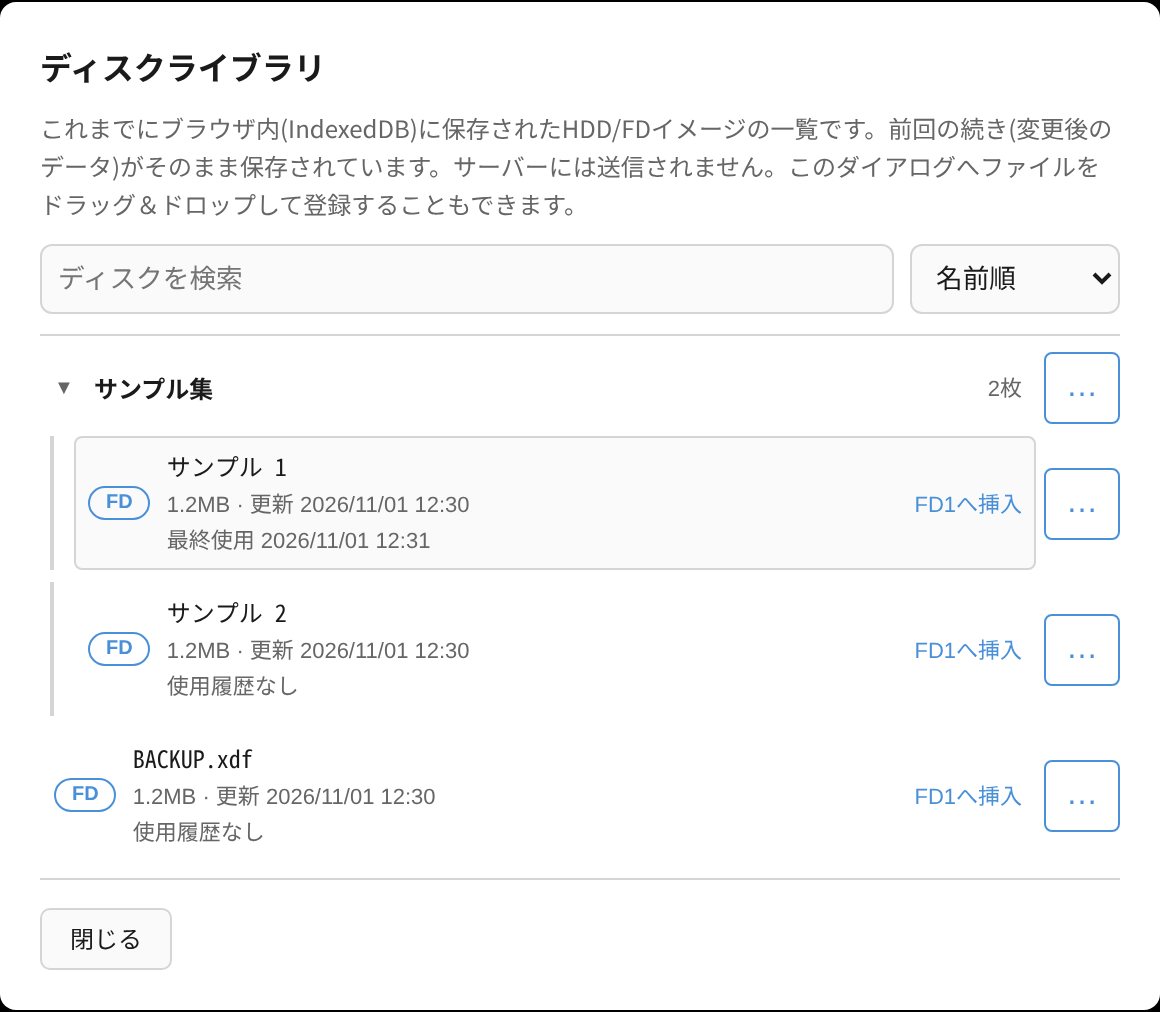 ディスクライブラリ
これまでにブラウザ内(IndexedDB)に保存されたHDD/FDイメージの一覧です。前回の続き(変更後の
データ)がそのまま保存されています。サーバーには送信されません。このダイアログへファイルを
ドラッグ＆ドロップして登録することもできます。
ディスクを検索
名前順
▼ サンプル集
2枚
...
FD
サンプル 1
1.2MB · 更新 2026/11/01 12:30
最終使用 2026/11/01 12:31
FD1へ挿入
...
FD
サンプル 2
1.2MB · 更新 2026/11/01 12:30
使用履歴なし
FD1へ挿入
...
FD
BACKUP.xdf
1.2MB · 更新 2026/11/01 12:30
使用履歴なし
FD1へ挿入
...
閉じる